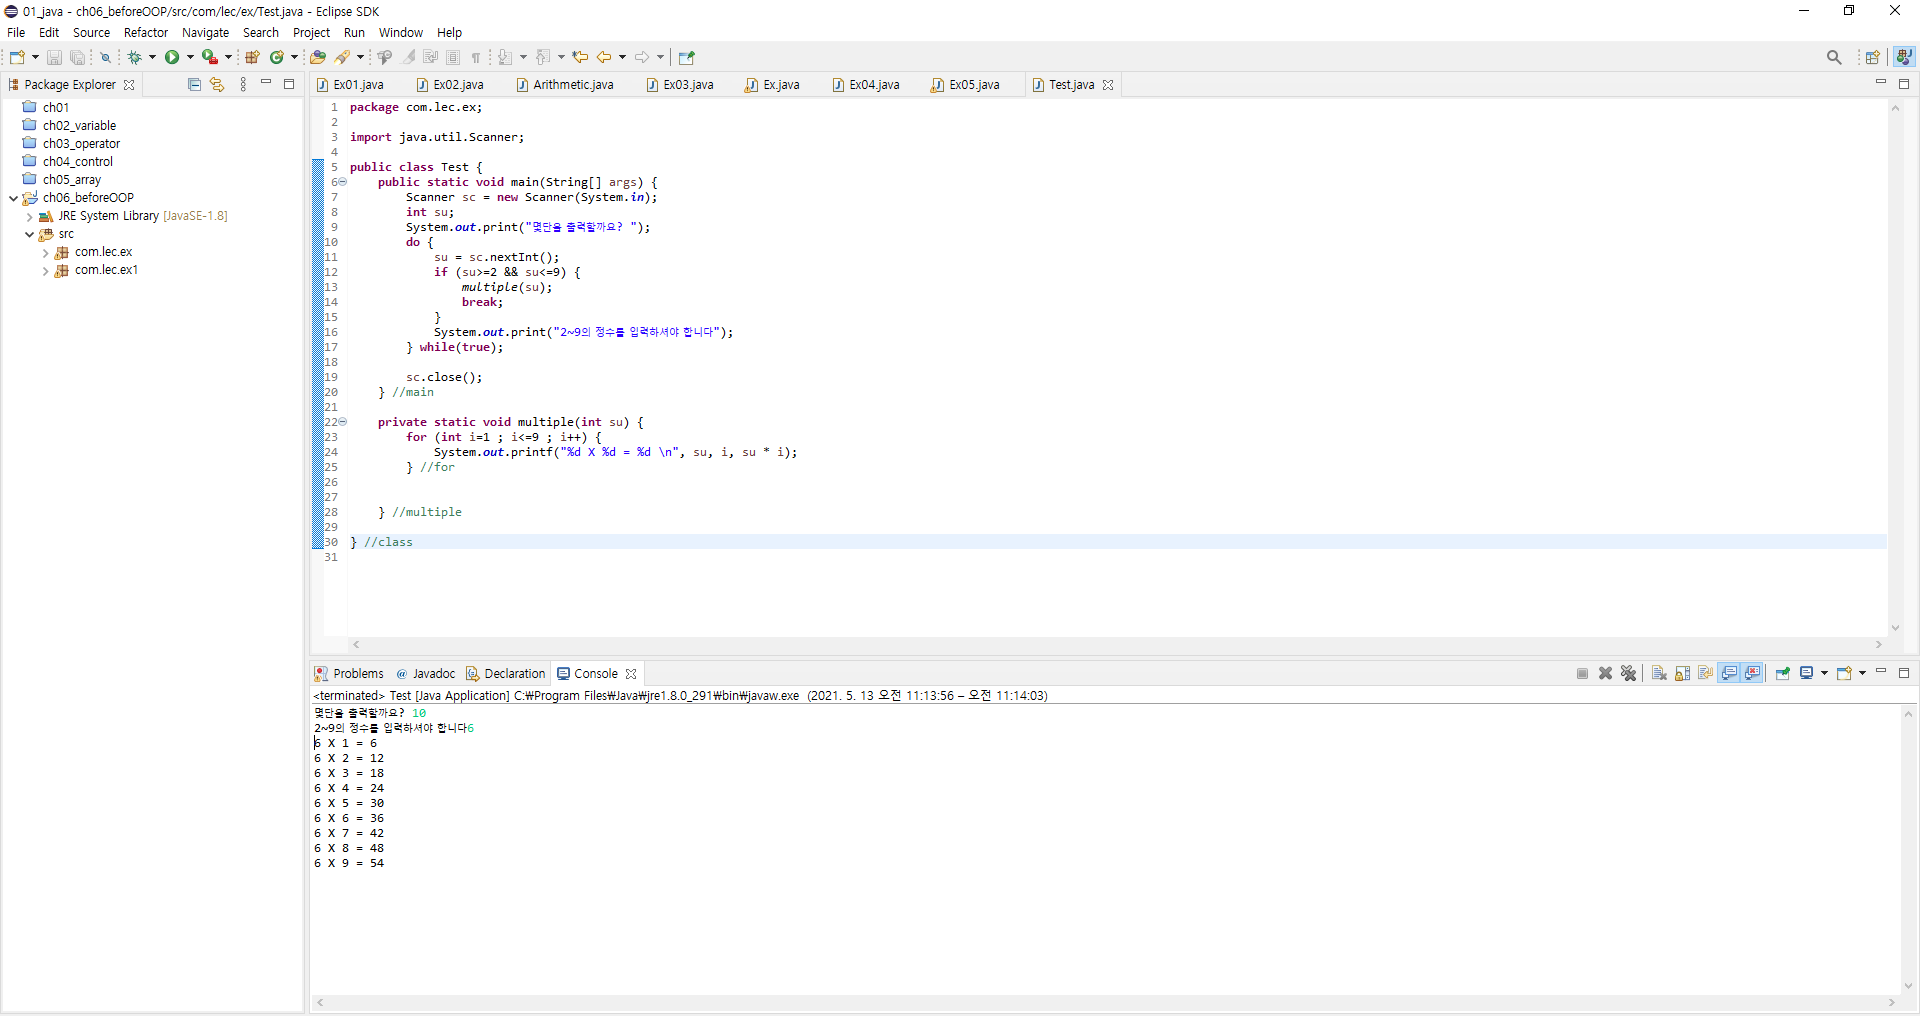 01_java - ch06_beforeOOP/src/com/lec/ex/Test.java - Eclipse SDK
File Edit Source Refactor Navigate Search Project Run Window Help
Package Explorer
ch01
ch02_variable
ch03_operator
ch04_control
ch05_array
ch06_beforeOOP
JRE System Library [JavaSE-1.8]
src
com.lec.ex
com.lec.ex1
Ex01.java Ex02.java Arithmetic.java Ex03.java Ex.java Ex04.java Ex05.java Test.java
1 package com.lec.ex;
2
3 import java.util.Scanner;
4
5 public class Test {
6 public static void main(String[] args) {
7 Scanner sc = new Scanner(System.in);
8 int su;
9 System.out.print("몇단을 출력할까요? ");
10 do {
11 su = sc.nextInt();
12 if (su>=2 && su<=9) {
13 multiple(su);
14 break;
15 }
16 System.out.print("2~9의 정수를 입력하셔야 합니다");
17 } while(true);
18
19 sc.close();
20 } //main
21
22 private static void multiple(int su) {
23 for (int i=1 ; i<=9 ; i++) {
24 System.out.printf("%d X %d = %d \n", su, i, su * i);
25 } //for
26
27
28 } //multiple
29
30 } //class
31
Problems @ Javadoc Declaration Console
<terminated> Test [Java Application] C:₩Program Files₩Java₩jre1.8.0_291₩bin₩javaw.exe (2021. 5. 13 오전 11:13:56 – 오전 11:14:03)
몇단을 출력할까요? 10
2~9의 정수를 입력하셔야 합니다6
6 X 1 = 6
6 X 2 = 12
6 X 3 = 18
6 X 4 = 24
6 X 5 = 30
6 X 6 = 36
6 X 7 = 42
6 X 8 = 48
6 X 9 = 54